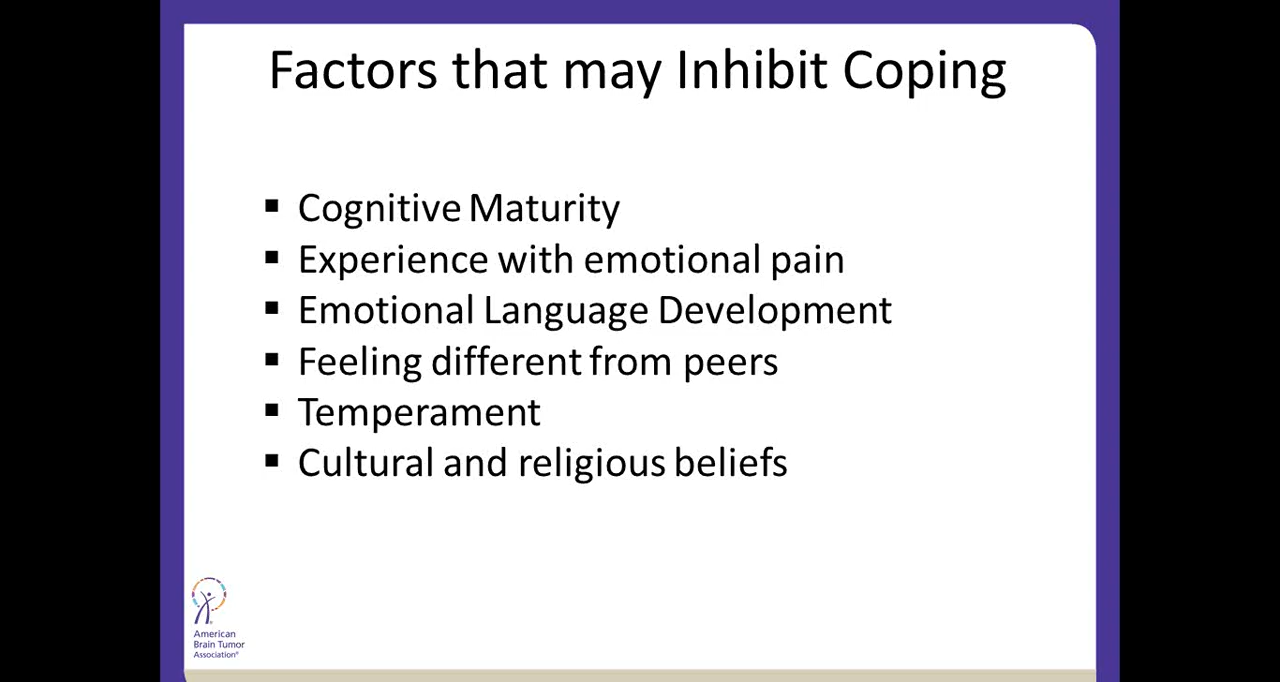 Factors that may Inhibit Coping
▪ Cognitive Maturity
▪ Experience with emotional pain
▪ Emotional Language Development
▪ Feeling different from peers
▪ Temperament
▪ Cultural and religious beliefs
American
Brain Tumor
Association®